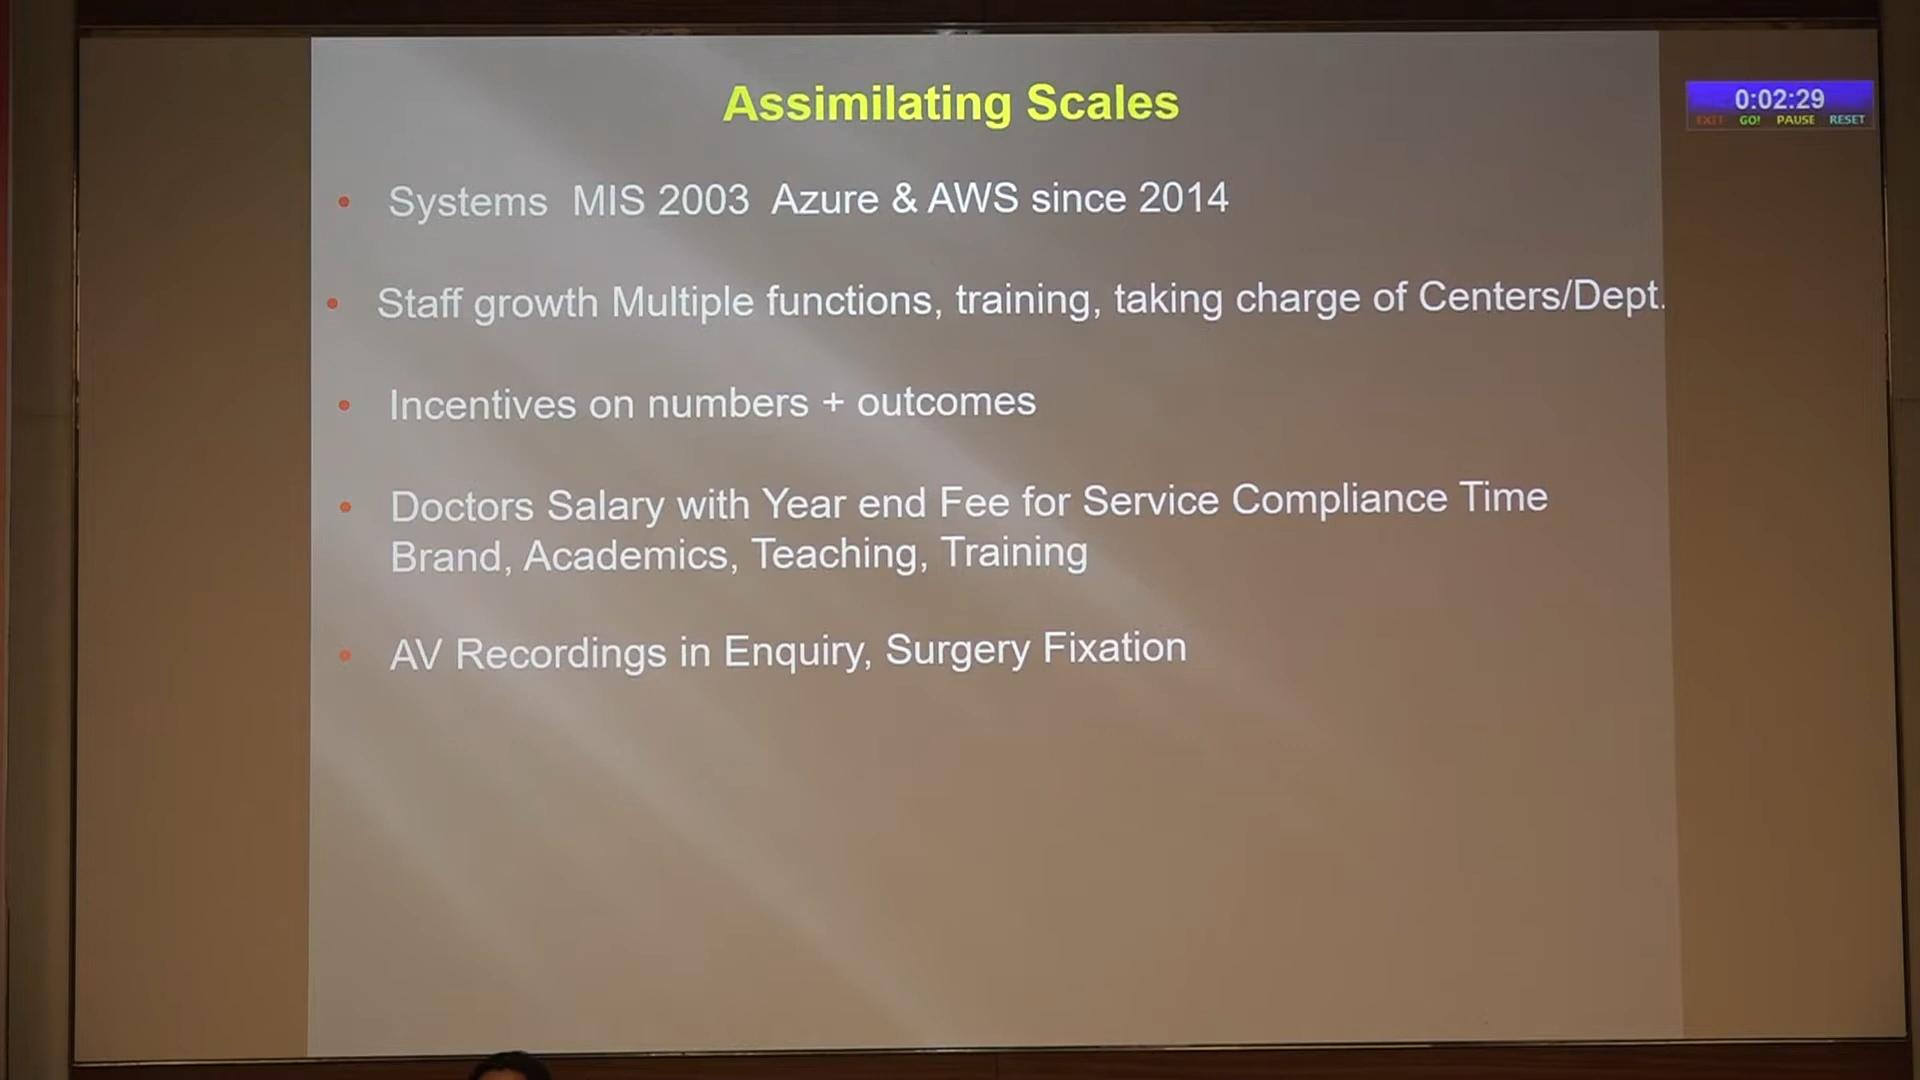 Assimilating Scales
0:02:29
EXIT GO! PAUSE RESET
• Systems MIS 2003 Azure & AWS since 2014
• Staff growth Multiple functions, training, taking charge of Centers/Dept.
• Incentives on numbers + outcomes
• Doctors Salary with Year end Fee for Service Compliance Time
Brand, Academics, Teaching, Training
• AV Recordings in Enquiry, Surgery Fixation